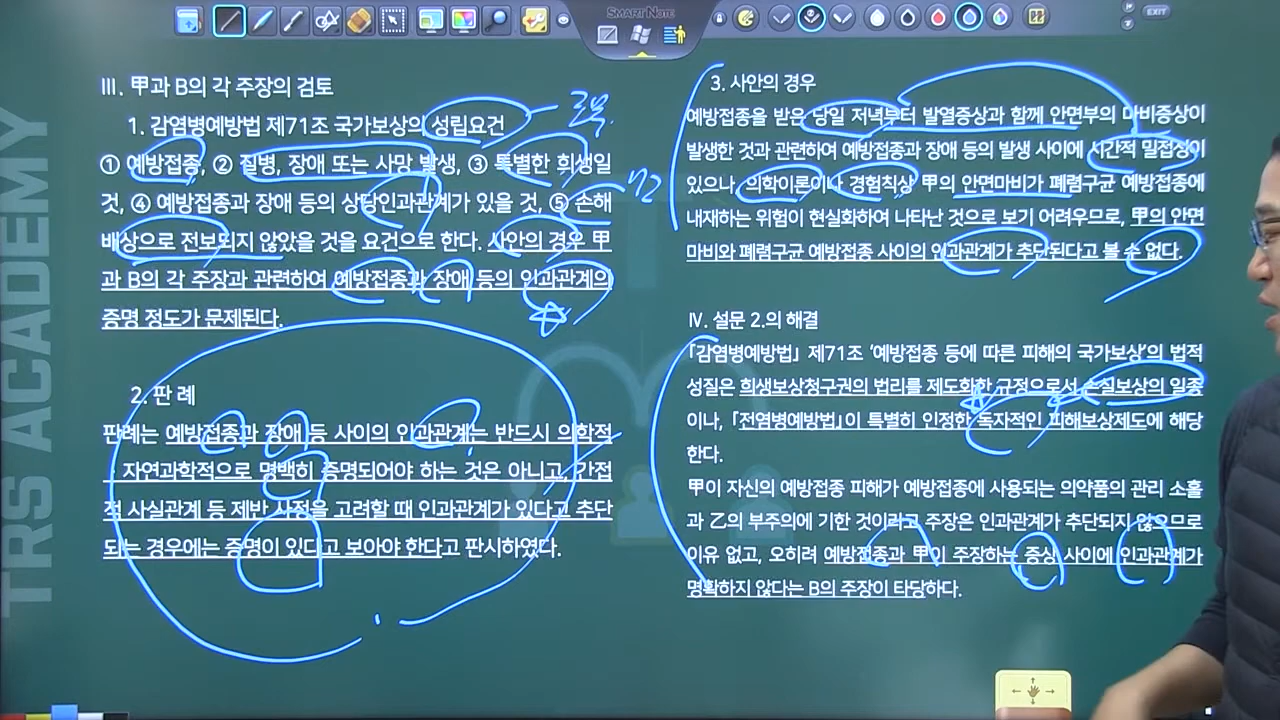 SMART NOTE
EXIT
TRS ACADEMY
III. 甲과 B의 각 주장의 검토
1. 감염병예방법 제71조 국가보상의 성립요건
① 예방접종, ② 질병, 장애 또는 사망 발생, ③ 특별한 희생일
것, ④ 예방접종과 장애 등의 상당인과관계가 있을 것, ⑤ 손해
배상으로 전보되지 않았을 것을 요건으로 한다. 사안의 경우 甲
과 B의 각 주장과 관련하여 예방접종과 장애 등의 인과관계의
증명 정도가 문제된다.
2. 판 례
판례는 예방접종과 장애 등 사이의 인과관계는 반드시 의학적
· 자연과학적으로 명백히 증명되어야 하는 것은 아니고, 간접
적 사실관계 등 제반 사정을 고려할 때 인과관계가 있다고 추단
되는 경우에는 증명이 있다고 보아야 한다고 판시하였다.
3. 사안의 경우
예방접종을 받은 당일 저녁부터 발열증상과 함께 안면부의 마비증상이
발생한 것과 관련하여 예방접종과 장애 등의 발생 사이에 시간적 밀접성이
있으나, 의학이론이나 경험칙상 甲의 안면마비가 폐렴구균 예방접종에
내재하는 위험이 현실화하여 나타난 것으로 보기 어려우므로, 甲의 안면
마비와 폐렴구균 예방접종 사이의 인과관계가 추단된다고 볼 수 없다.
Ⅳ. 설문 2.의 해결
「감염병예방법」 제71조 '예방접종 등에 따른 피해의 국가보상'의 법적
성질은 희생보상청구권의 법리를 제도화한 규정으로서 손실보상의 일종
이나, 「전염병예방법」이 특별히 인정한 독자적인 피해보상제도에 해당
한다.
甲이 자신의 예방접종 피해가 예방접종에 사용되는 의약품의 관리 소홀
과 乙의 부주의에 기한 것이라고 주장은 인과관계가 추단되지 않으므로
이유 없고, 오히려 예방접종과 甲이 주장하는 증상 사이에 인과관계가
명확하지 않다는 B의 주장이 타당하다.